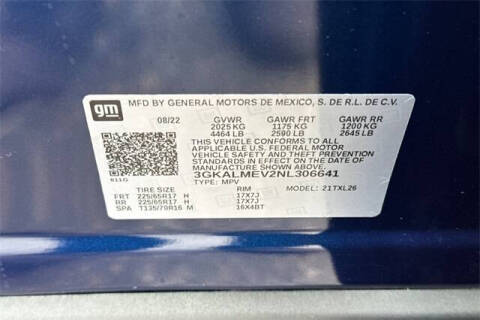 gm
MFD BY GENERAL MOTORS DE MEXICO, S. DE R.L. DE C.V.
08/22 GVWR GAWR FRT GAWR RR
2025 KG 1175 KG 1200 KG
4464 LB 2590 LB 2645 LB
THIS VEHICLE CONFORMS TO ALL
APPLICABLE U.S. FEDERAL MOTOR
VEHICLE SAFETY, BUMPER, AND
THEFT PREVENTION STANDARDS
IN EFFECT ON THE DATE OF
MANUFACTURE SHOWN ABOVE.
3GKALMEV2NL306641
611G TYPE: MPV
TIRE SIZE RIM MODEL: 21TXL26
FRT 225/65R17 H 17X7J
RR 225/65R17 H 17X7J
SPA T135/70R16 M 16X4BT